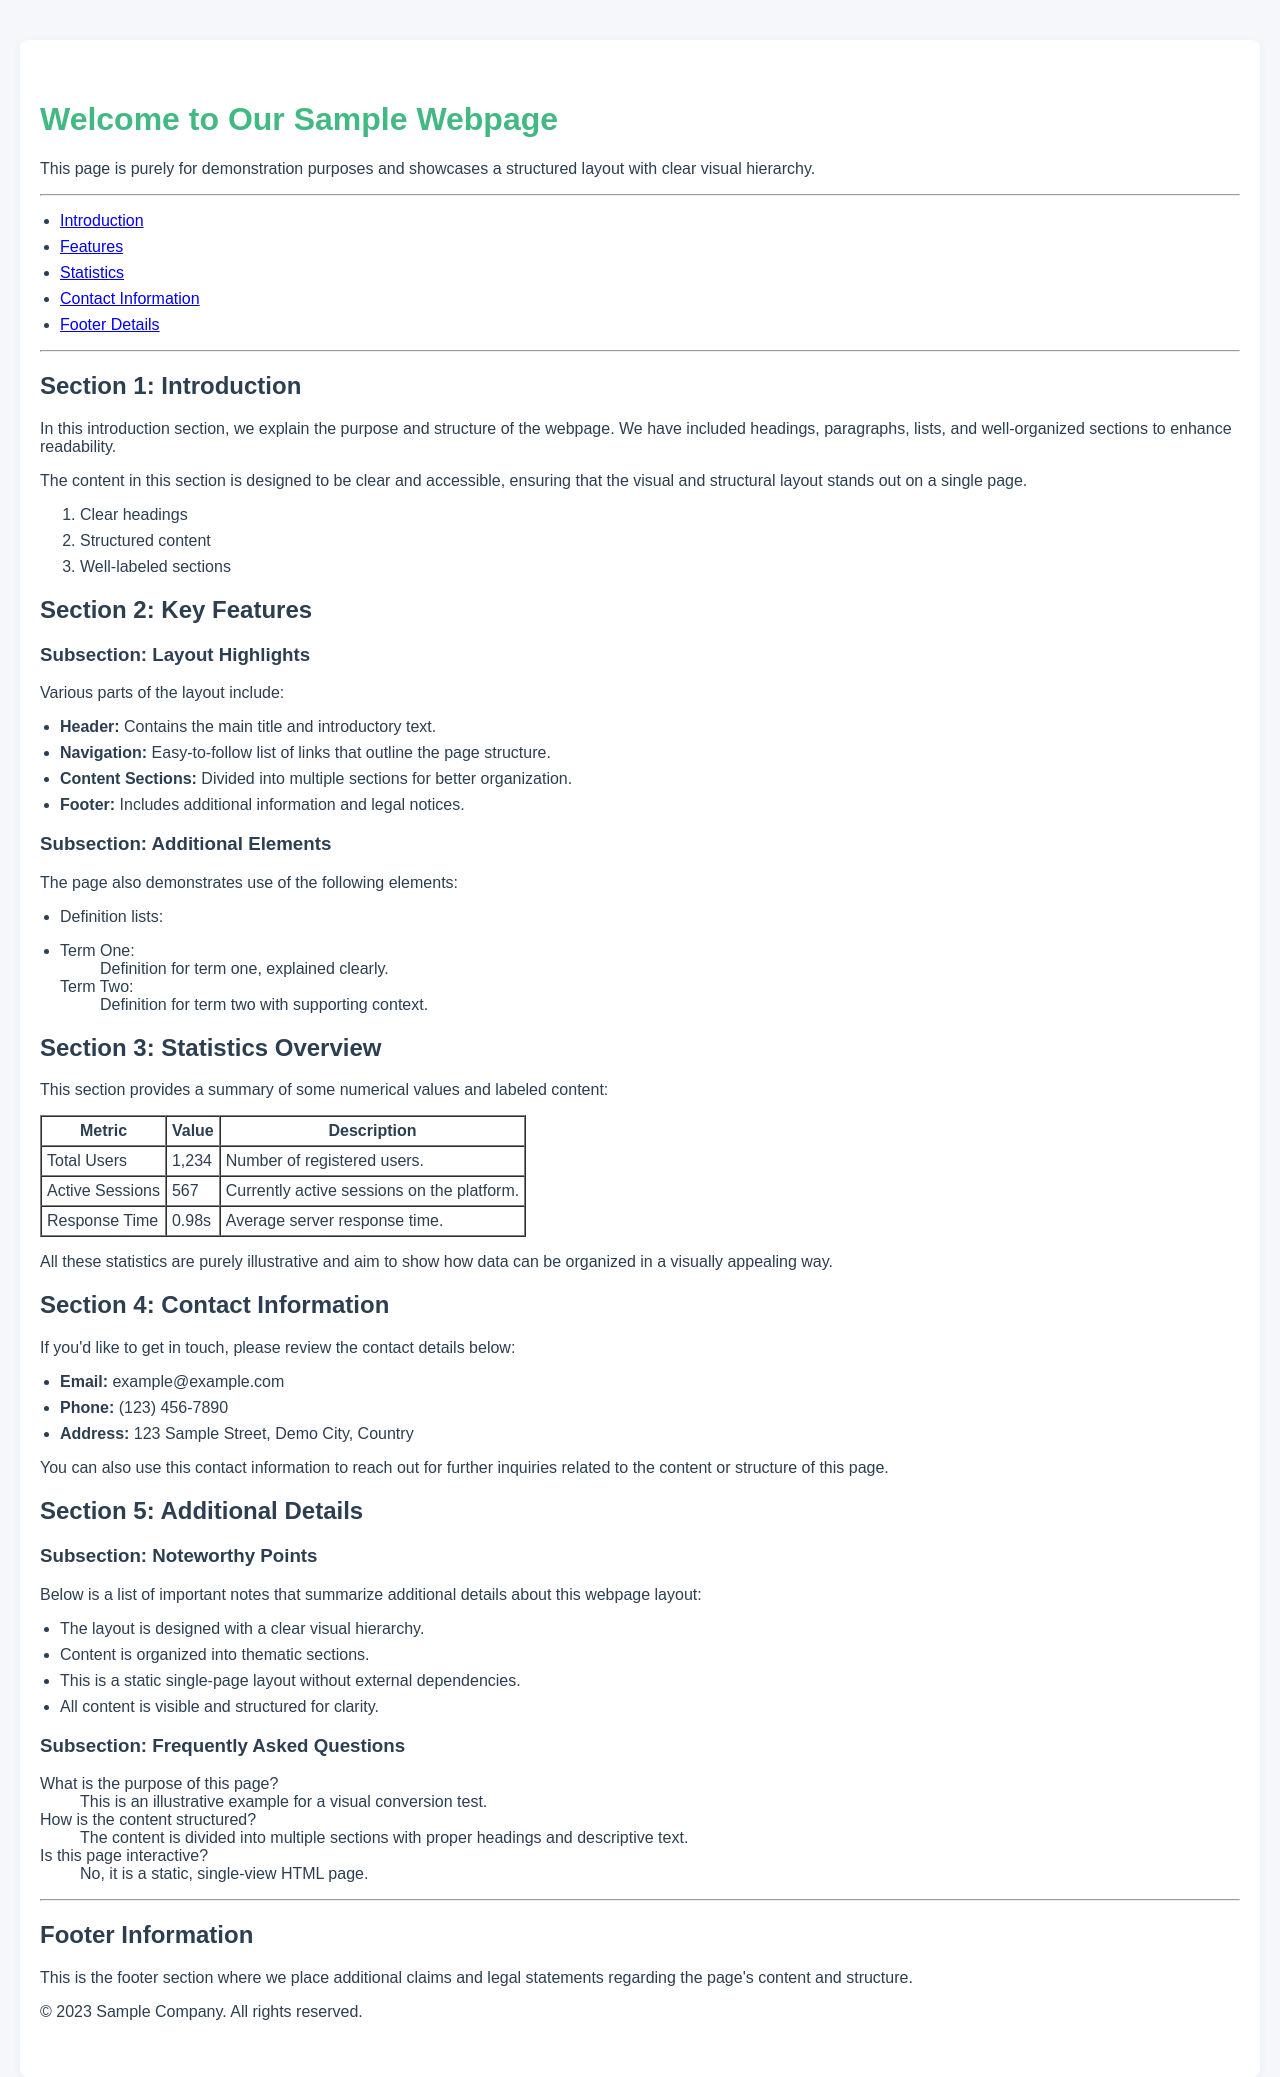 Welcome to Our Sample Webpage
This page is purely for demonstration purposes and showcases a structured layout with clear visual hierarchy.
Introduction
Features
Statistics
Contact Information
Footer Details
Section 1: Introduction
In this introduction section, we explain the purpose and structure of the webpage. We have included headings, paragraphs, lists, and well-organized sections to enhance
readability.
The content in this section is designed to be clear and accessible, ensuring that the visual and structural layout stands out on a single page.
1. Clear headings
2. Structured content
3. Well-labeled sections
Section 2: Key Features
Subsection: Layout Highlights
Various parts of the layout include:
Header: Contains the main title and introductory text.
Navigation: Easy-to-follow list of links that outline the page structure.
Content Sections: Divided into multiple sections for better organization.
Footer: Includes additional information and legal notices.
Subsection: Additional Elements
The page also demonstrates use of the following elements:
Definition lists:
Term One:
Definition for term one, explained clearly.
Term Two:
Definition for term two with supporting context.
Section 3: Statistics Overview
This section provides a summary of some numerical values and labeled content:
Metric Value Description
Total Users 1,234 Number of registered users.
Active Sessions 567 Currently active sessions on the platform.
Response Time 0.98s Average server response time.
All these statistics are purely illustrative and aim to show how data can be organized in a visually appealing way.
Section 4: Contact Information
If you'd like to get in touch, please review the contact details below:
Email: example@example.com
Phone: (123) 456-7890
Address: 123 Sample Street, Demo City, Country
You can also use this contact information to reach out for further inquiries related to the content or structure of this page.
Section 5: Additional Details
Subsection: Noteworthy Points
Below is a list of important notes that summarize additional details about this webpage layout:
The layout is designed with a clear visual hierarchy.
Content is organized into thematic sections.
This is a static single-page layout without external dependencies.
All content is visible and structured for clarity.
Subsection: Frequently Asked Questions
What is the purpose of this page?
This is an illustrative example for a visual conversion test.
How is the content structured?
The content is divided into multiple sections with proper headings and descriptive text.
Is this page interactive?
No, it is a static, single-view HTML page.
Footer Information
This is the footer section where we place additional claims and legal statements regarding the page's content and structure.
© 2023 Sample Company. All rights reserved.